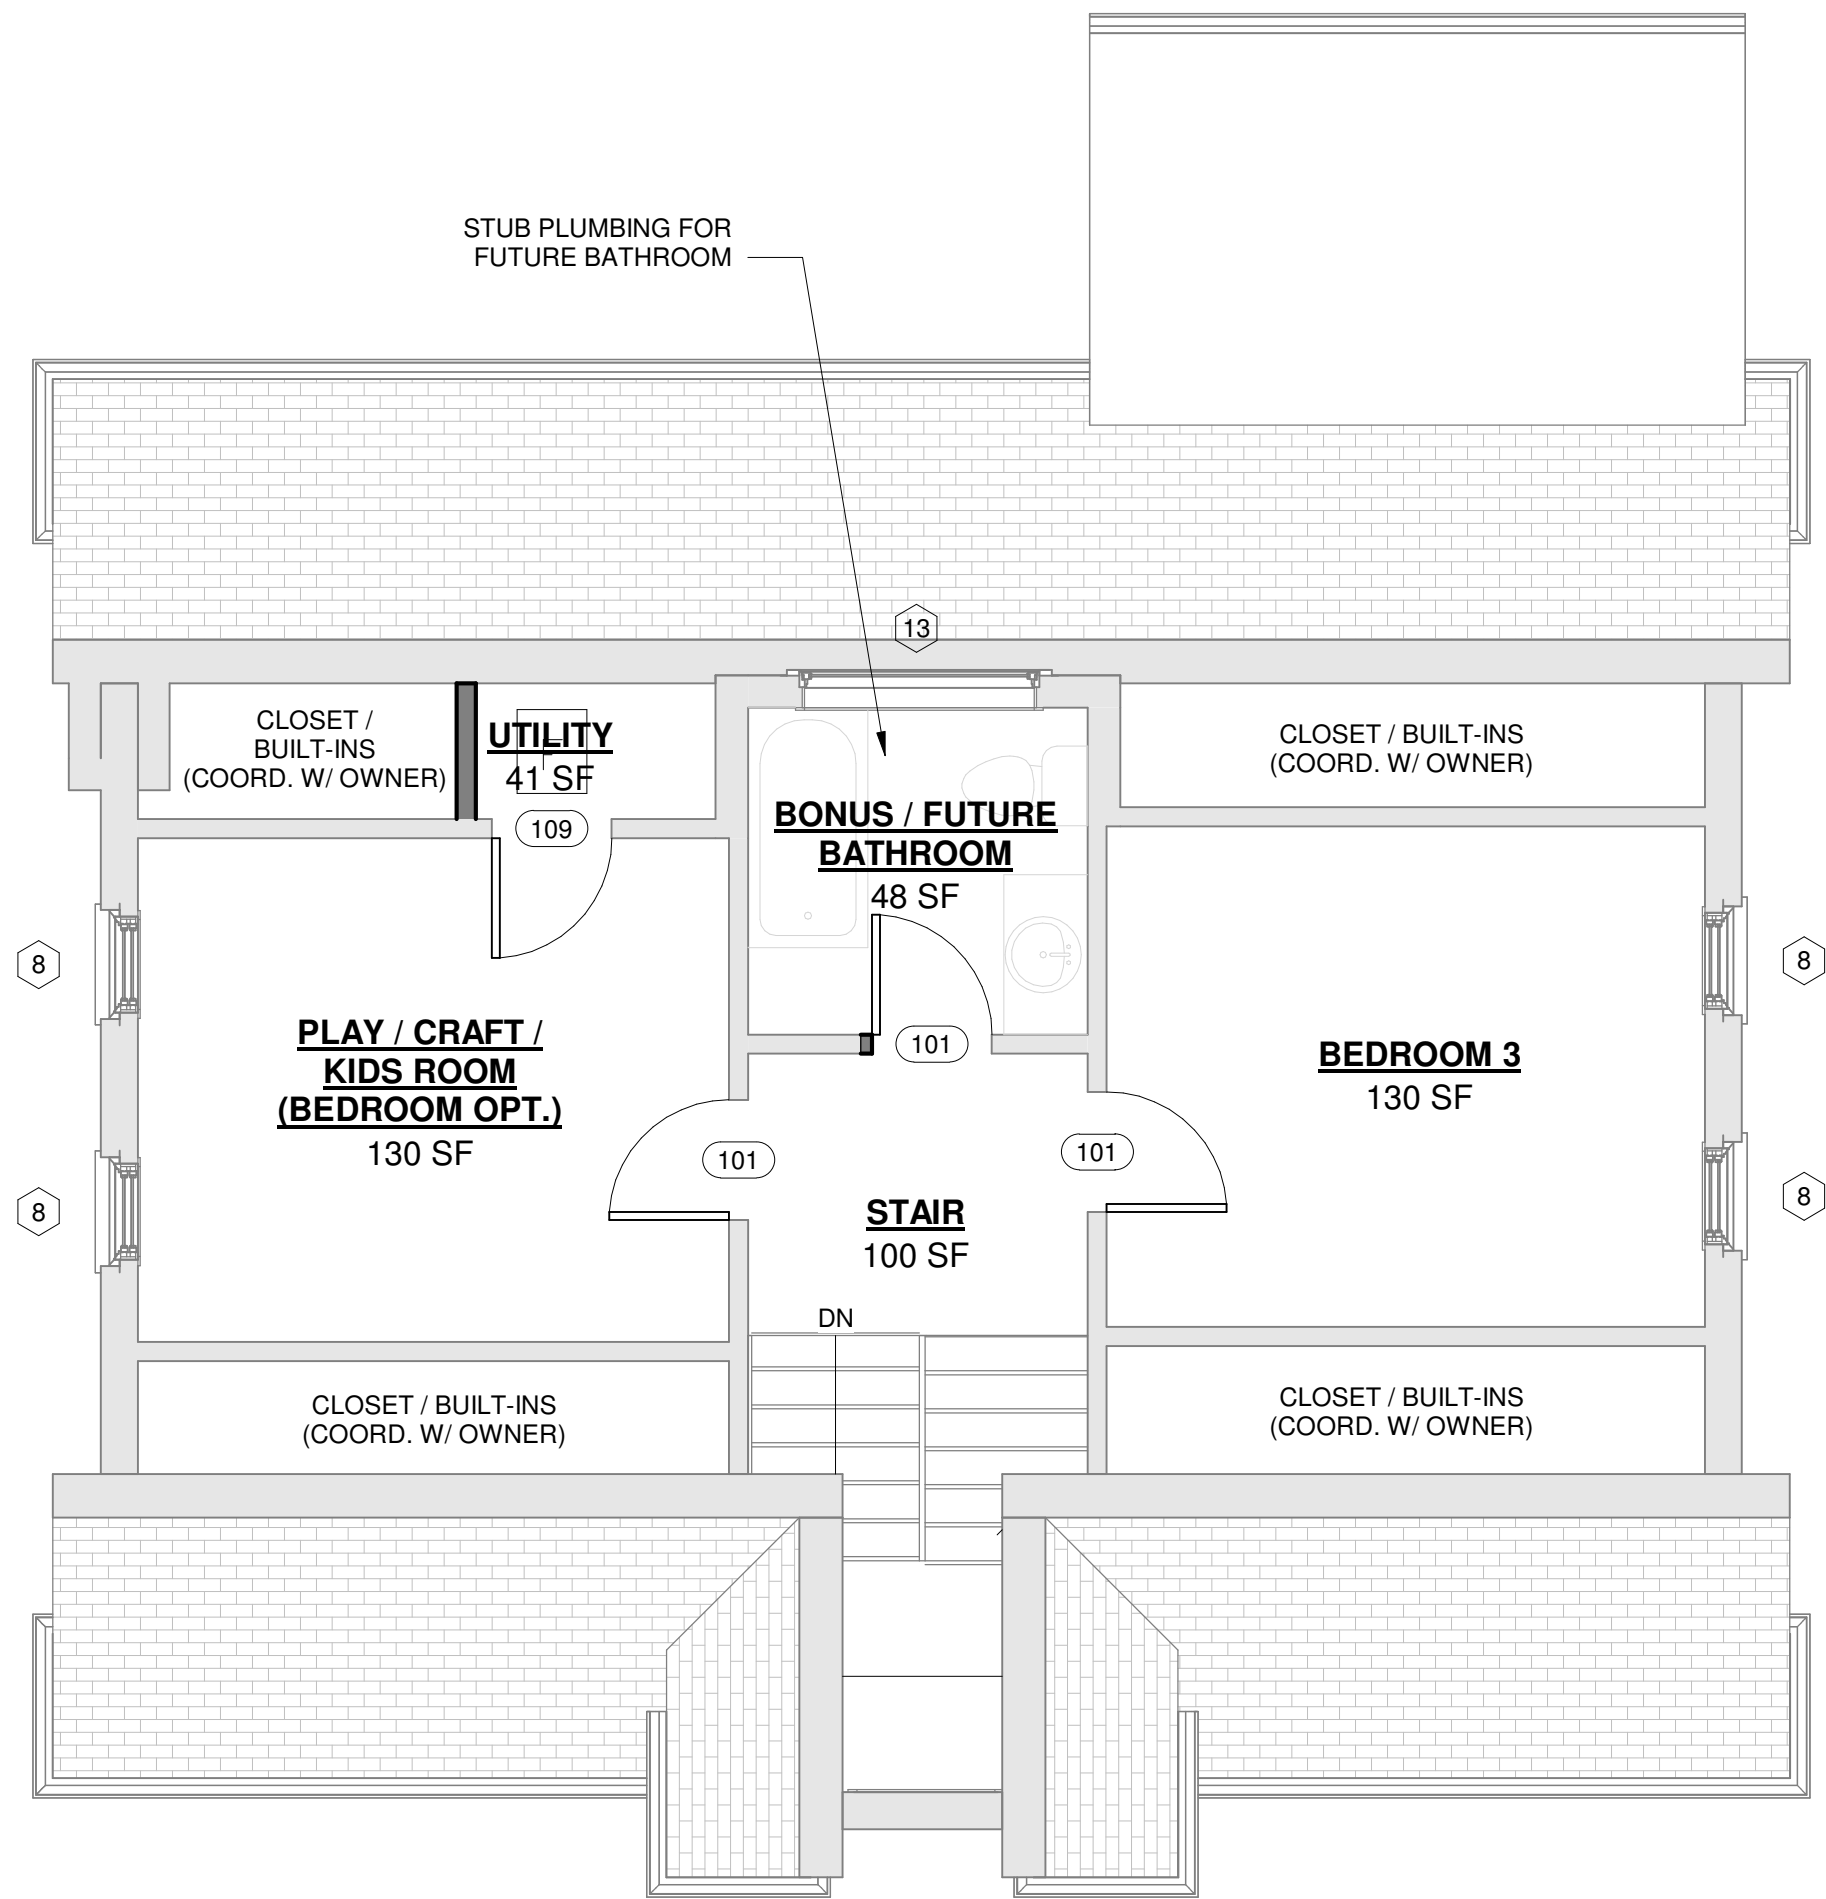 STUB PLUMBING FOR
FUTURE BATHROOM
13
CLOSET /
BUILT-INS
(COORD. W/ OWNER)
UTILITY
41 SF
F
109
CLOSET / BUILT-INS
(COORD. W/ OWNER)
BONUS / FUTURE
BATHROOM
48 SF
8
8
PLAY / CRAFT /
KIDS ROOM
(BEDROOM OPT.)
130 SF
101
BEDROOM 3
130 SF
101
101
8
8
STAIR
100 SF
DN
CLOSET / BUILT-INS
(COORD. W/ OWNER)
CLOSET / BUILT-INS
(COORD. W/ OWNER)